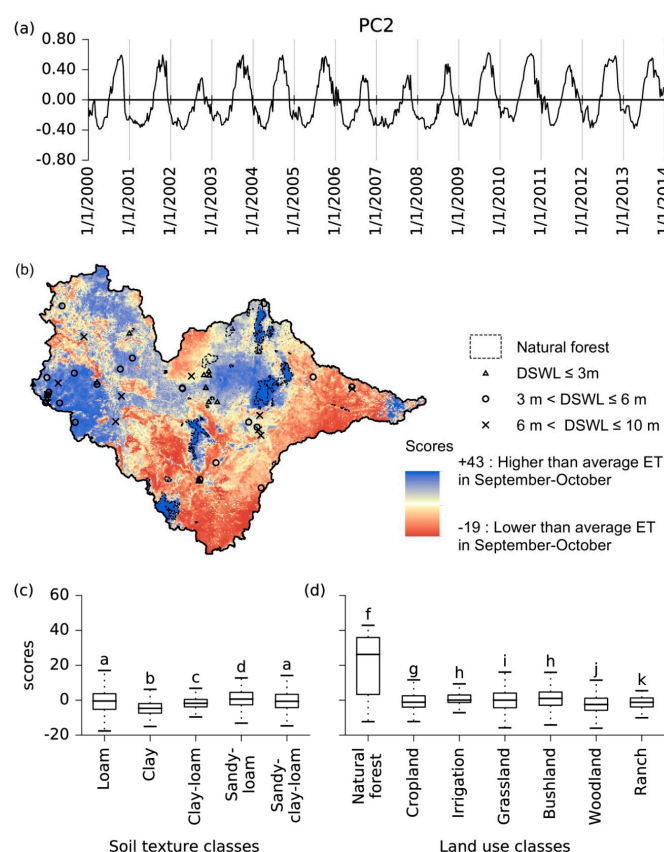 PC2
(a)
0.80
0.40
0.00
-0.40
-0.80
1/1/2000
1/1/2001
1/1/2002
1/1/2003
1/1/2004
1/1/2005
1/1/2006
1/1/2007
1/1/2008
1/1/2009
1/1/2010
1/1/2011
1/1/2012
1/1/2013
1/1/2014
(b)
Natural forest
DSWL ≤ 3m
3 m < DSWL ≤ 6 m
6 m < DSWL ≤ 10 m
Scores
+43 : Higher than average ET
in September-October
-19 : Lower than average ET
in September-October
(c)
scores
60
40
20
0
-20
a
b
c
d
a
Loam
Clay
Clay-loam
Sandy-
loam
Sandy-
clay-loam
Soil texture classes
(d)
f
g
h
i
h
j
k
Natural
forest
Cropland
Irrigation
Grassland
Bushland
Woodland
Ranch
Land use classes